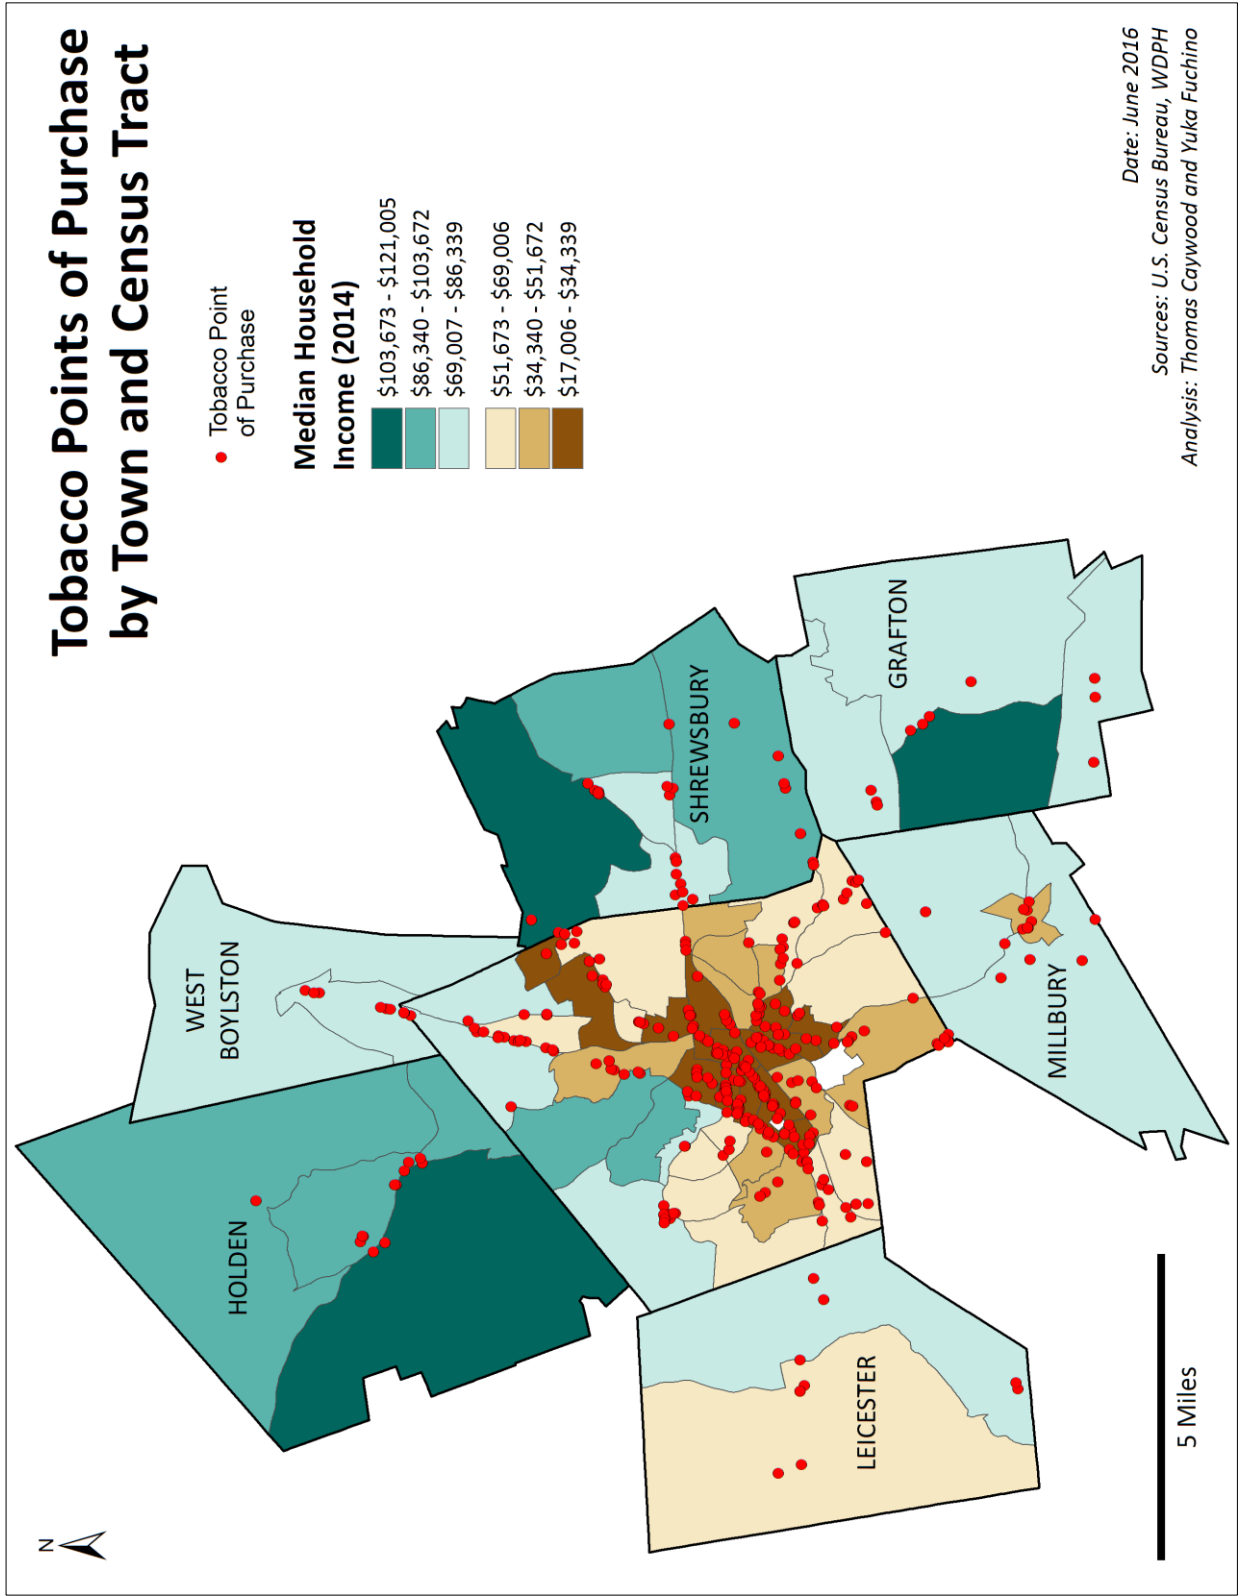 Tobacco Points of Purchase
by Town and Census Tract
Tobacco Point
of Purchase
Median Household
Income (2014)
$103,673 - $121,005
$86,340 - $103,672
$69,007 - $86,339
$51,673 - $69,006
$34,340 - $51,672
$17,006 - $34,339
N
HOLDEN
WEST
BOYLSTON
SHREWSBURY
GRAFTON
LEICESTER
MILLBURY
5 Miles
Date: June 2016
Sources: U.S. Census Bureau, WDPH
Analysis: Thomas Caywood and Yuka Fuchino